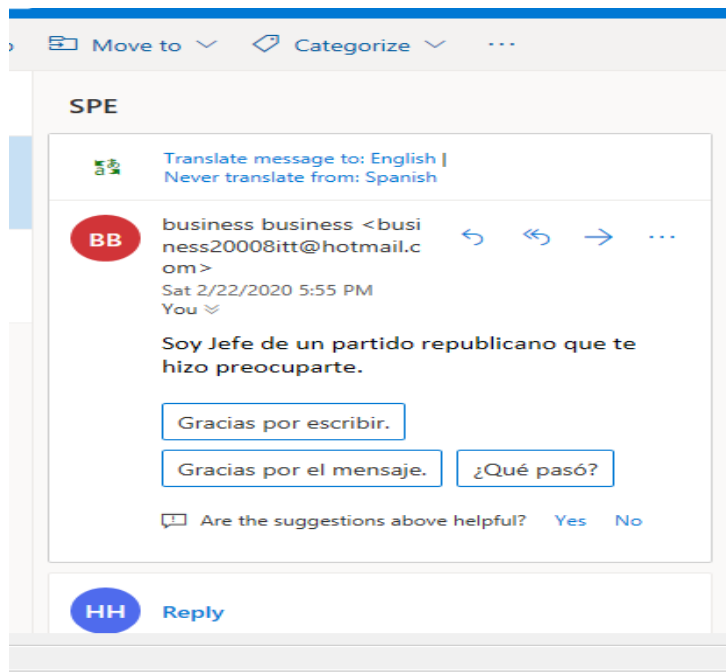 Move to
Categorize
...
SPE
Translate message to: English |
Never translate from: Spanish
BB
business business <busi
ness20008itt@hotmail.c
om>
...
Sat 2/22/2020 5:55 PM
You
Soy Jefe de un partido republicano que te
hizo preocuparte.
Gracias por escribir.
Gracias por el mensaje.
¿Qué pasó?
Are the suggestions above helpful? Yes No
HH
Reply